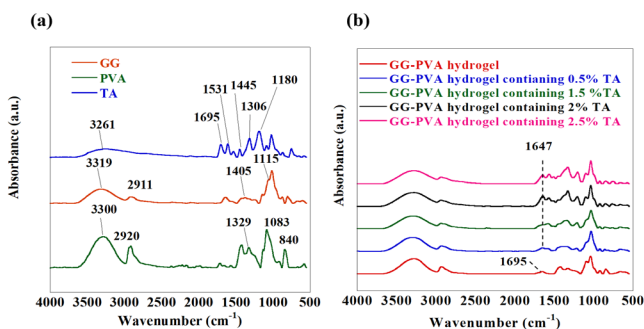 (a)
GG
PVA
TA
1695
1531
1445
1306
1180
3261
3319
2911
1405
1115
3300
2920
1329
1083
840
Absorbance (a.u.)
4000 3500 3000 2500 2000 1500 1000 500
Wavenumber (cm⁻¹)
(b)
GG-PVA hydrogel
GG-PVA hydrogel contianing 0.5% TA
GG-PVA hydrogel containing 1.5 %TA
GG-PVA hydrogel containing 2% TA
GG-PVA hydrogel containing 2.5% TA
1647
1695
Absorbance (a.u.)
4000 3500 3000 2500 2000 1500 1000 500
Wavenumber (cm⁻¹)